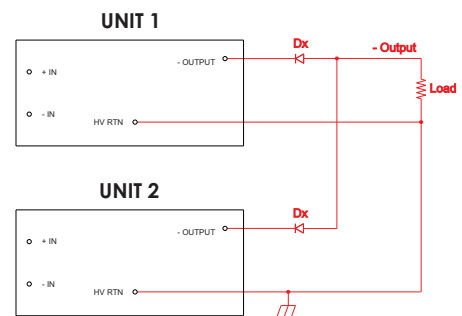 UNIT 1
- OUTPUT
Dx
- Output
+ IN
Load
- IN
HV RTN
UNIT 2
Dx
- OUTPUT
+ IN
- IN
HV RTN